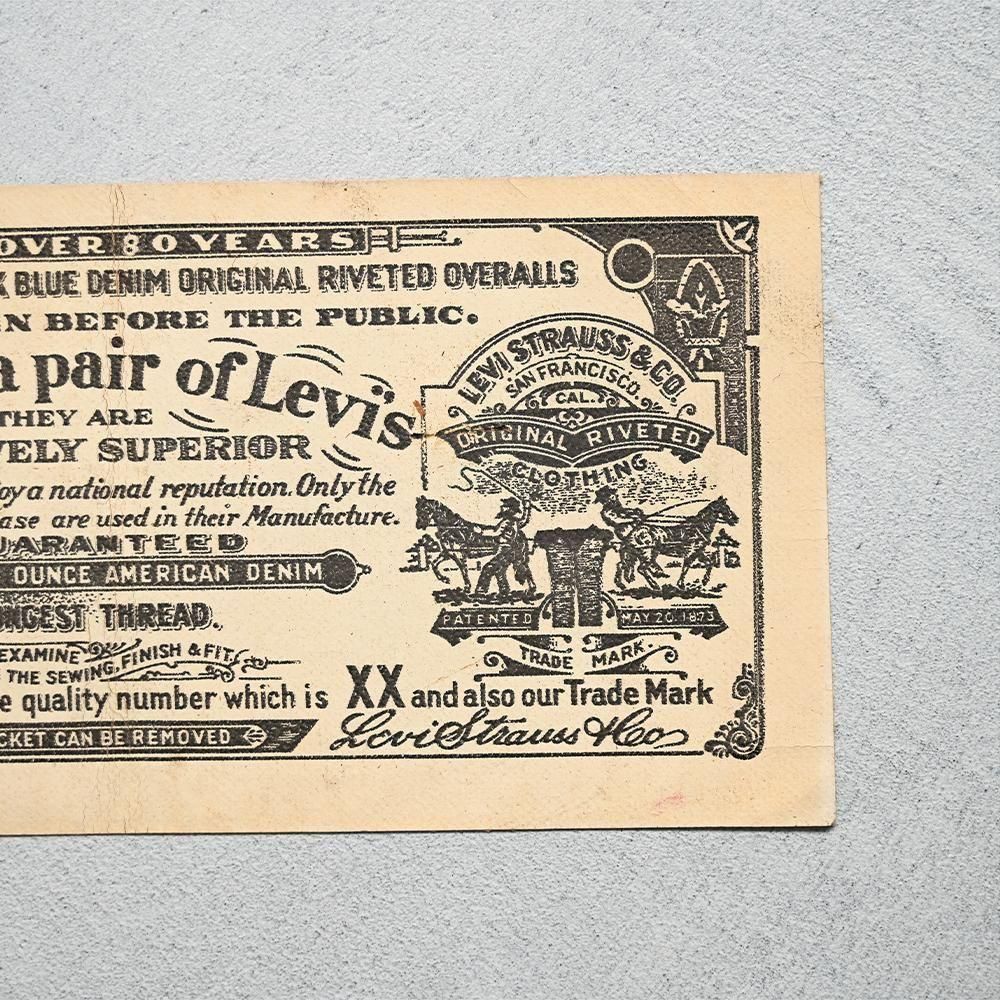 OVER 80 YEARS
BLUE DENIM ORIGINAL RIVETED OVERALLS
N BEFORE THE PUBLIC.
a pair of Levi's
THEY ARE
VELY SUPERIOR
oy a national reputation. Only the
ase are used in their Manufacture.
UARANTEED
OUNCE AMERICAN DENIM
ONGEST THREAD.
EXAMINE
THE SEWING, FINISH & FIT.
e quality number which is XX and also our Trade Mark
CKET CAN BE REMOVED
Levi Strauss & Co
LEVI STRAUSS & CO.
SAN FRANCISCO.
CAL.
ORIGINAL RIVETED
CLOTHING
PATENTED MAY 20, 1873
TRADE MARK